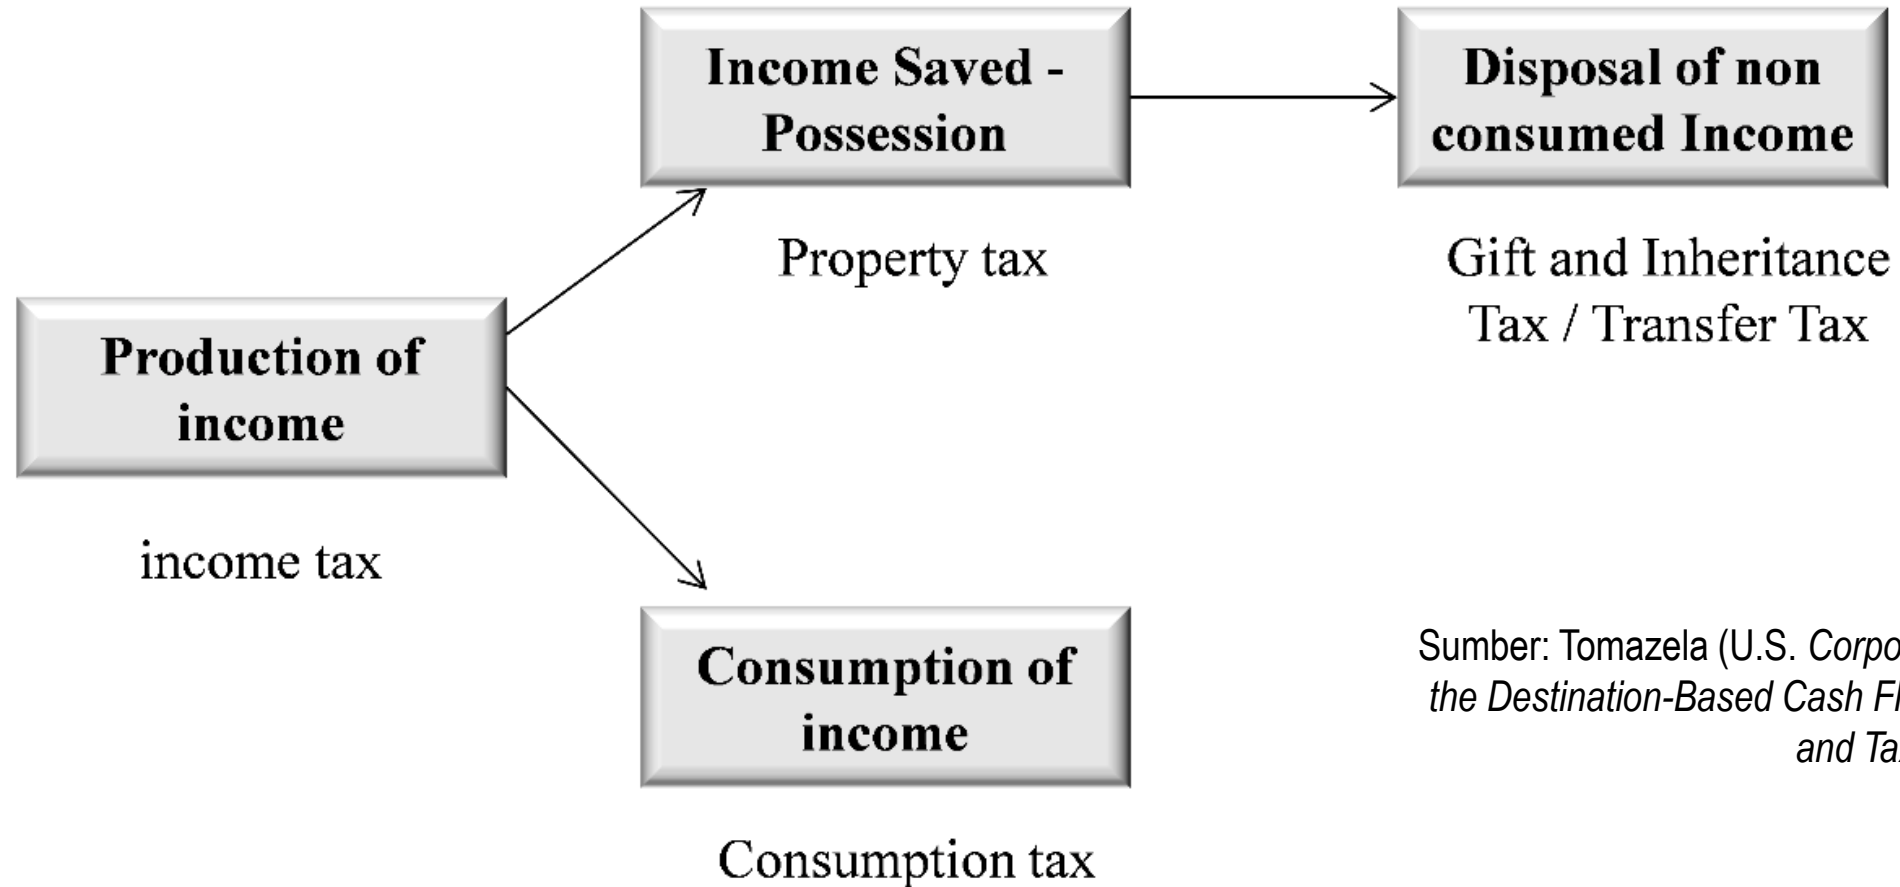 Income Saved -
Possession
Property tax
Disposal of non
consumed Income
Gift and Inheritance
Tax / Transfer Tax
Production of
income
income tax
Consumption of
income
Consumption tax
Sumber: Tomazela (U.S. Corpo
the Destination-Based Cash
and